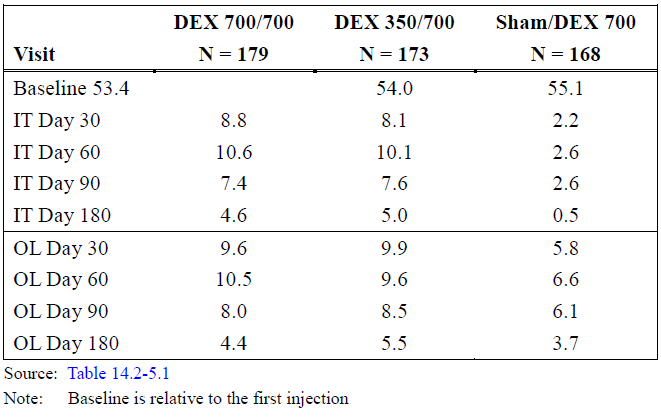 DEX 700/700 DEX 350/700 Sham/DEX 700
Visit N = 179 N = 173 N = 168
Baseline 53.4 54.0 55.1
IT Day 30 8.8 8.1 2.2
IT Day 60 10.6 10.1 2.6
IT Day 90 7.4 7.6 2.6
IT Day 180 4.6 5.0 0.5
OL Day 30 9.6 9.9 5.8
OL Day 60 10.5 9.6 6.6
OL Day 90 8.0 8.5 6.1
OL Day 180 4.4 5.5 3.7
Source: Table 14.2-5.1
Note: Baseline is relative to the first injection